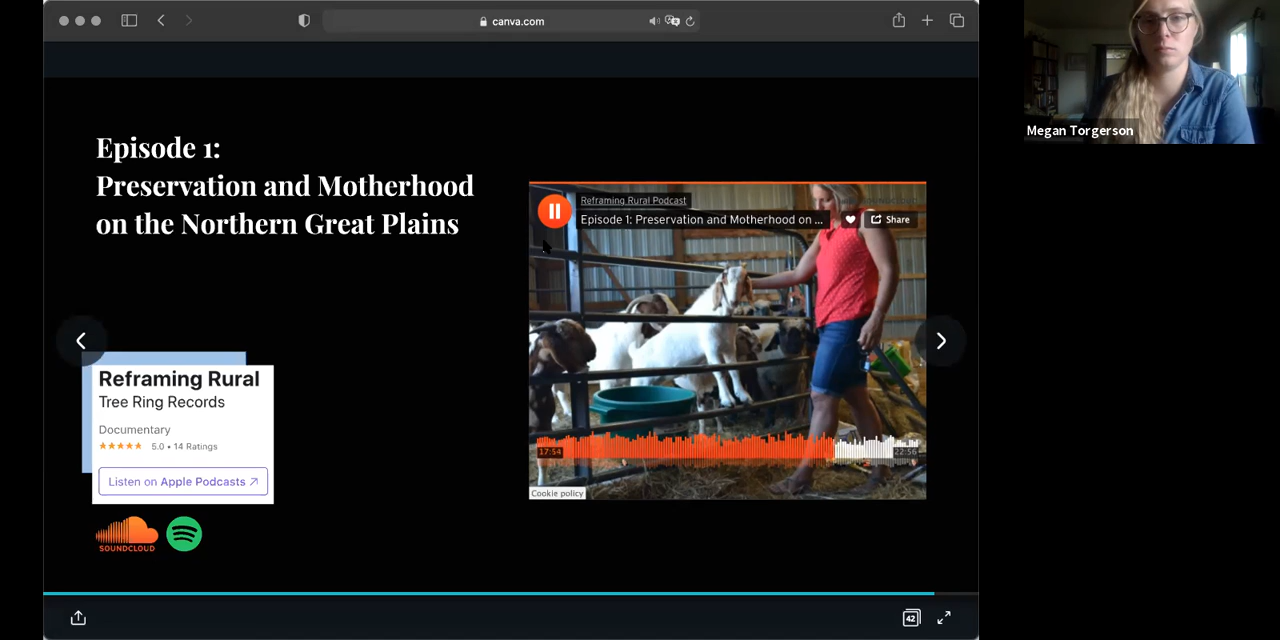 canva.com
Megan Torgerson
Episode 1:
Preservation and Motherhood
on the Northern Great Plains
Reframing Rural Podcast
Episode 1: Preservation and Motherhood on ...
Share
17:54
22:56
Cookie policy
Reframing Rural
Tree Ring Records
Documentary
★★★★★ 5.0 • 14 Ratings
Listen on Apple Podcasts ↗
SOUNDCLOUD
42